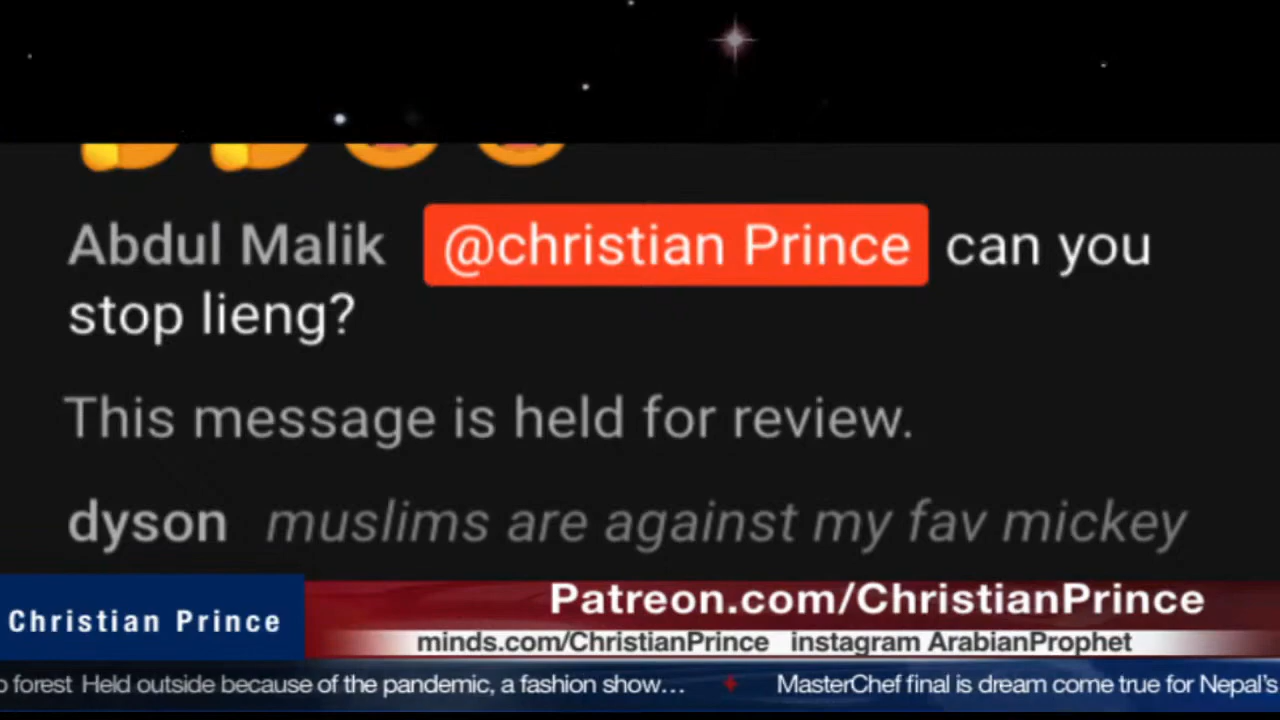 Abdul Malik @christian Prince can you
stop lieng?
This message is held for review.
dyson muslims are against my fav mickey
Christian Prince
Patreon.com/ChristianPrince
minds.com/ChristianPrince instagram ArabianProphet
o forest Held outside because of the pandemic, a fashion show... MasterChef final is dream come true for Nepal's